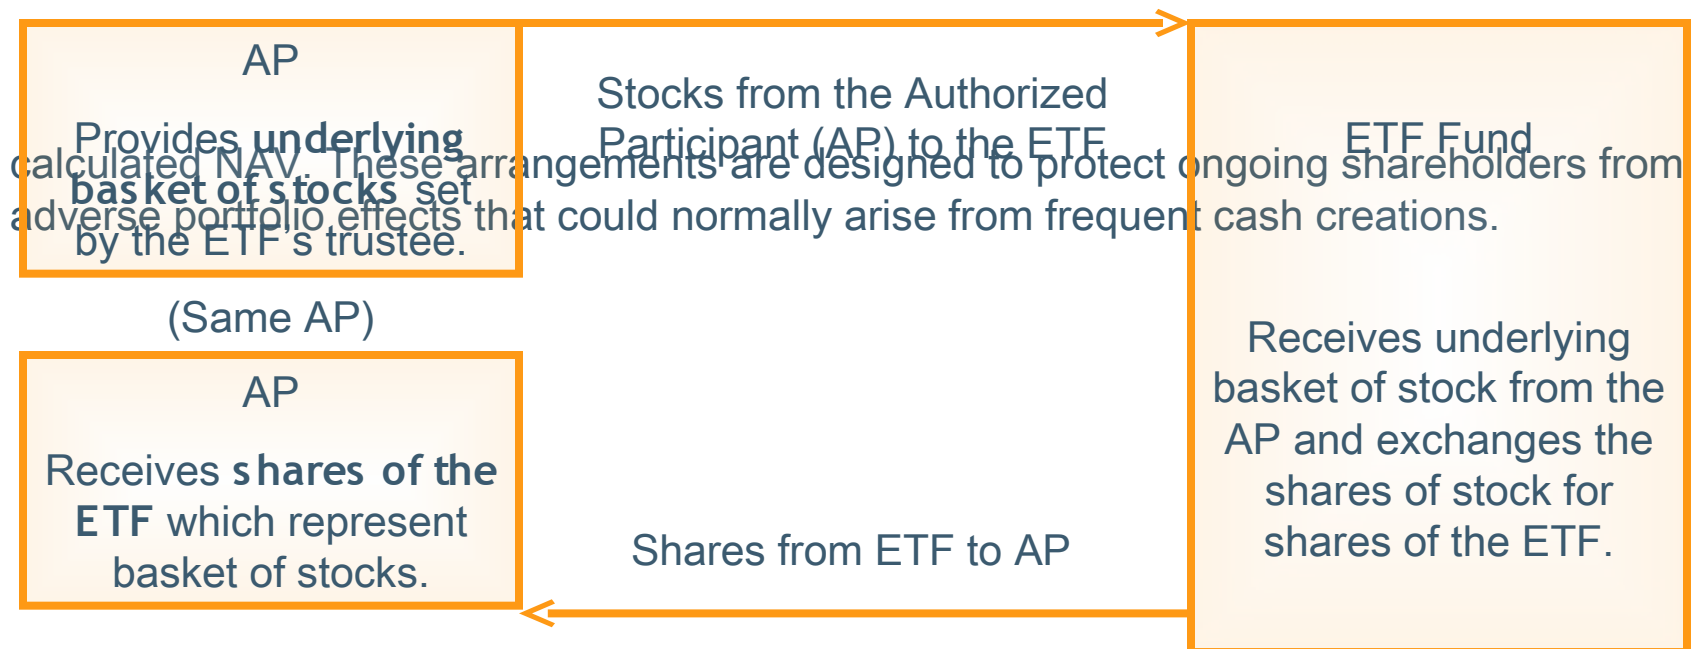 AP
Provides underlying
basket of stocks set
by the ETF's trustee.
Stocks from the Authorized
Participant (AP) to the ETF
calculated NAV. These arrangements are designed to protect ongoing shareholders from
adverse portfolio effects that could normally arise from frequent cash creations.
(Same AP)
AP
Receives shares of the
ETF which represent
basket of stocks.
Shares from ETF to AP
ETF Fund
Receives underlying
basket of stock from the
AP and exchanges the
shares of stock for
shares of the ETF.